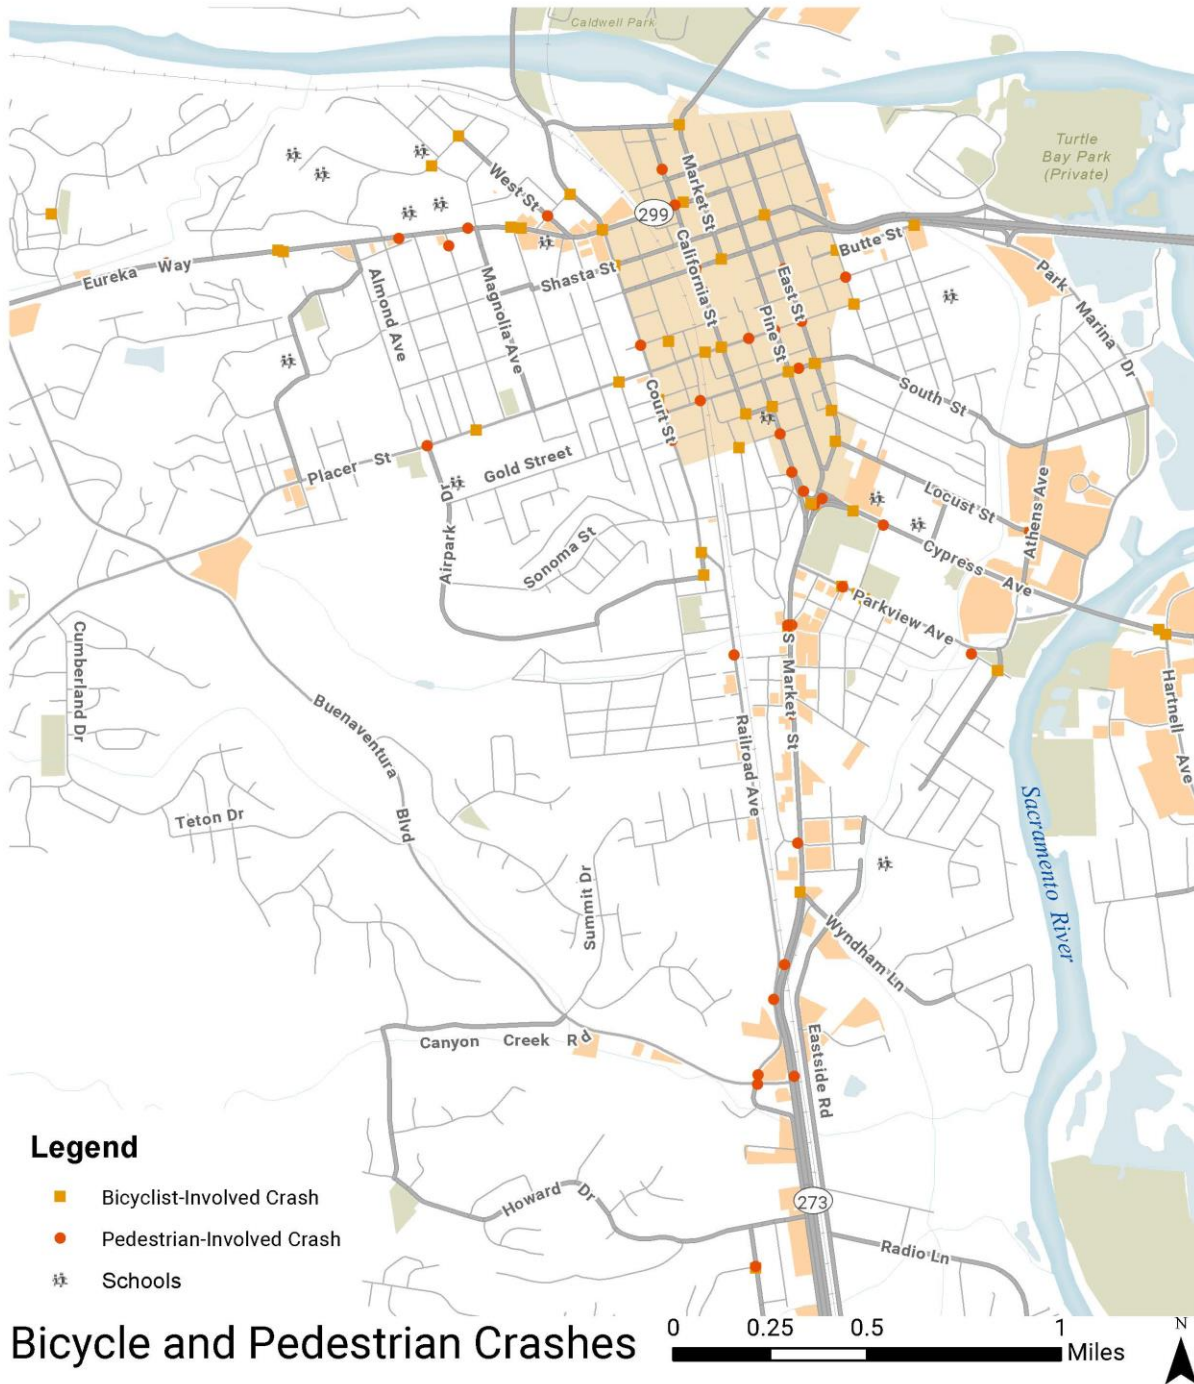 Caldwell Park
Turtle
Bay Park
(Private)
Market St
West St
299
Butte St
Eureka Way
Shasta St
California St
East St
Park Marina Dr
Almond Ave
Magnolia Ave
Pine St
South St
Court St
Placer St
Gold Street
Locust St
Athens Ave
Airpark Dr
Sonoma St
Cypress Ave
Parkview Ave
Cumberland Dr
S Market St
Hartnell Ave
Buenaventura Blvd
Railroad Ave
Teton Dr
Sacramento River
Summit Dr
Wyndham Ln
Canyon Creek Rd
Eastside Rd
Howard Dr
273
Radio Ln
Legend
Bicyclist-Involved Crash
Pedestrian-Involved Crash
Schools
Bicycle and Pedestrian Crashes
0 0.25 0.5 1
Miles
N